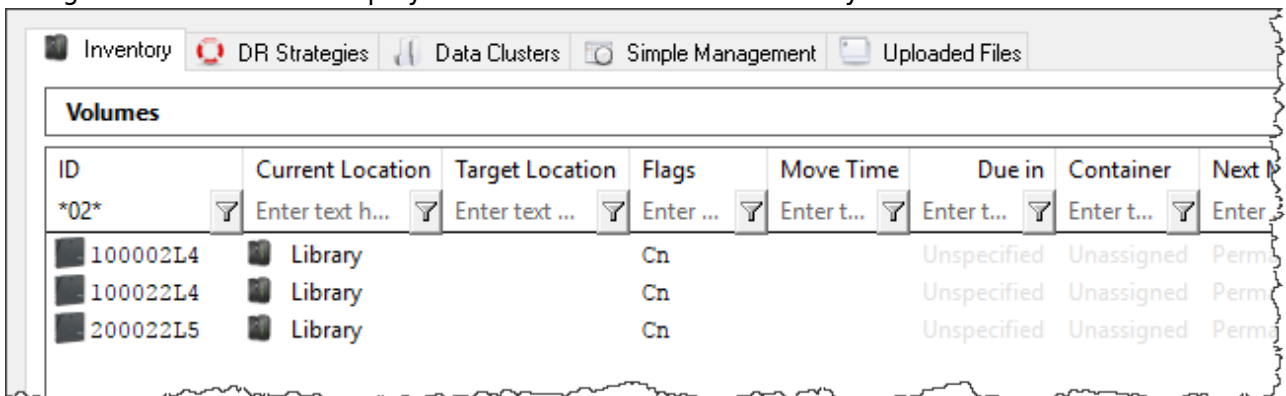 Inventory DR Strategies Data Clusters Simple Management Uploaded Files
Volumes
ID Current Location Target Location Flags Move Time Due in Container Next
*02* Enter text h... Enter text ... Enter ... Enter t... Enter t... Enter t... Enter
100002L4 Library Cn Unspecified Unassigned
100022L4 Library Cn Unspecified Unassigned
200022L5 Library Cn Unspecified Unassigned